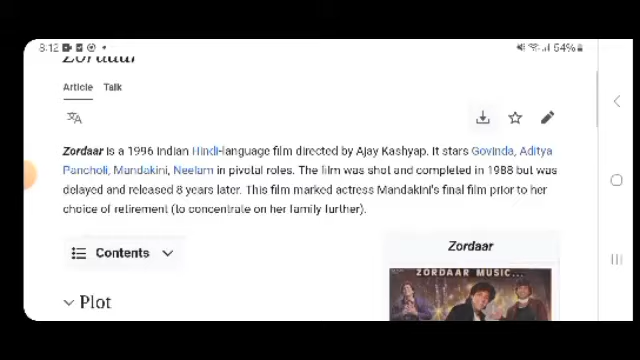 8:12
54%
Zordaar
Article Talk
Zordaar is a 1996 Indian Hindi-language film directed by Ajay Kashyap. It stars Govinda, Aditya
Pancholi, Mandakini, Neelam in pivotal roles. The film was shot and completed in 1988 but was
delayed and released 8 years later. This film marked actress Mandakini's final film prior to her
choice of retirement (to concentrate on her family further).
Contents
Zordaar
ZORDAAR MUSIC...
Plot